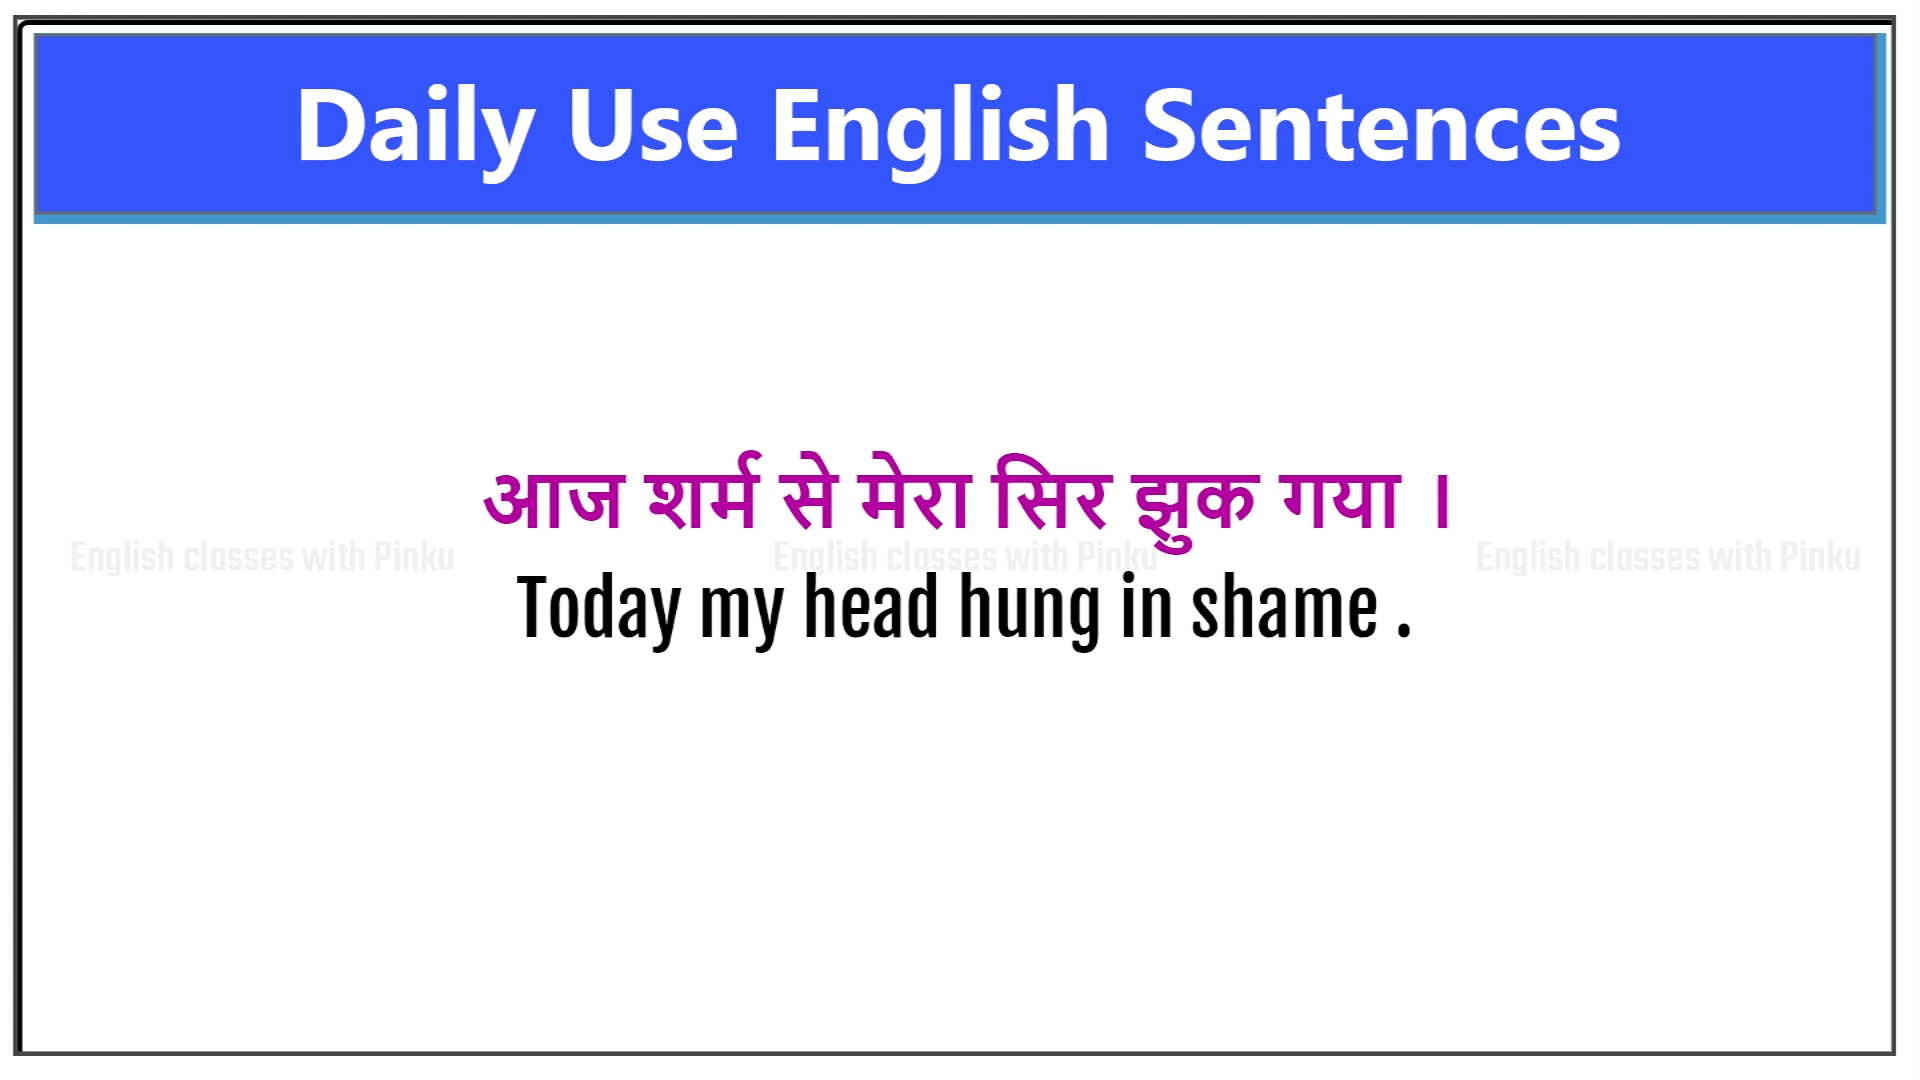 Daily Use English Sentences
आज शर्म से मेरा सिर झुक गया ।
English classes with Pinku English classes with Pinku English classes with Pinku
Today my head hung in shame .